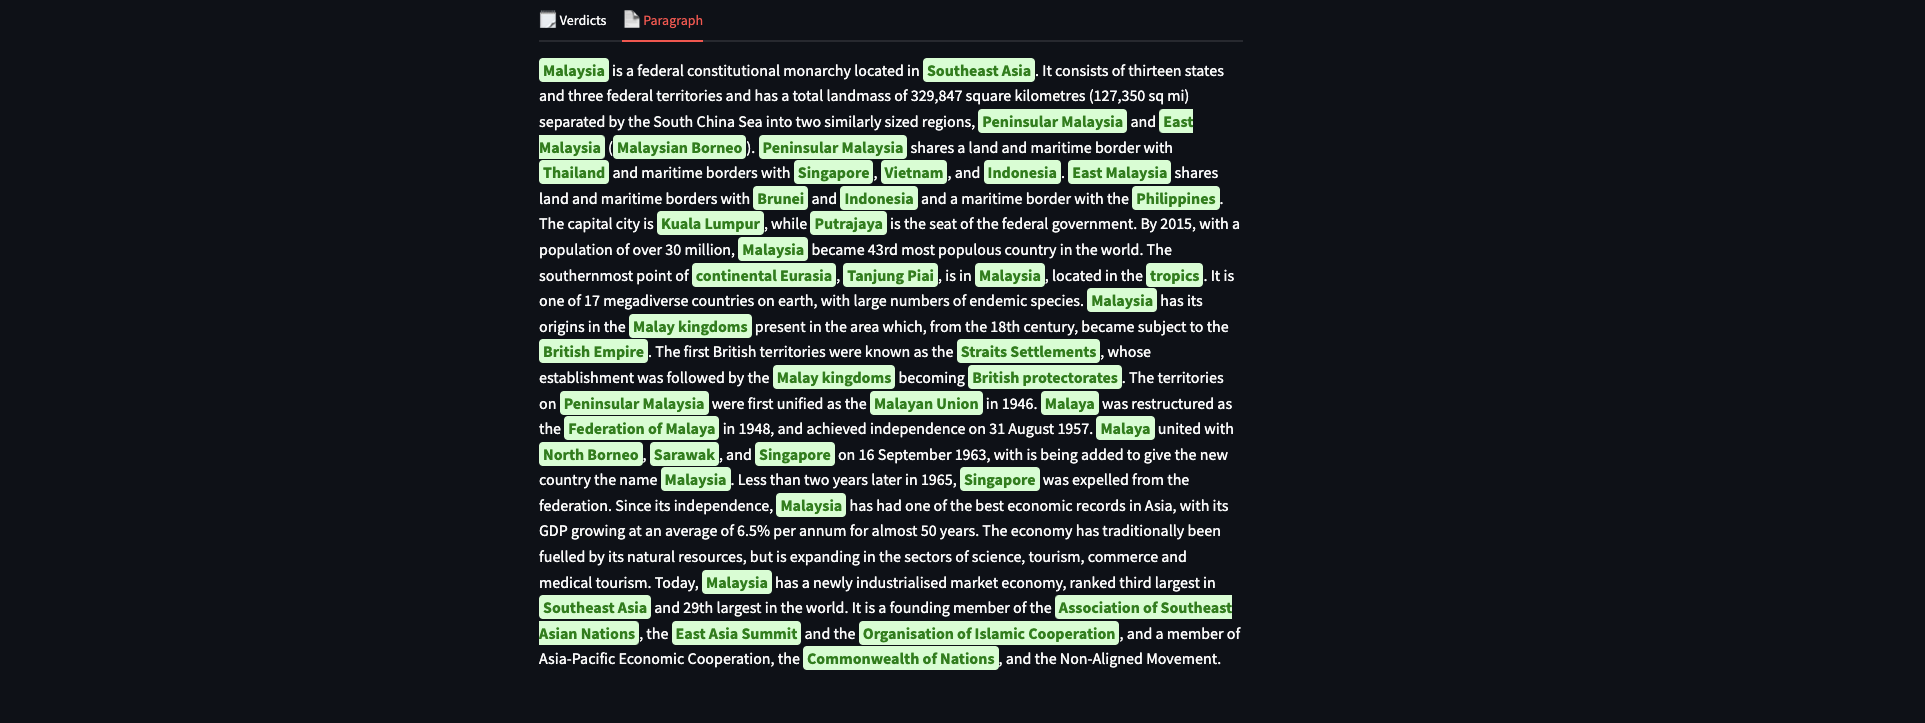 Verdicts Paragraph
Malaysia is a federal constitutional monarchy located in Southeast Asia. It consists of thirteen states
and three federal territories and has a total landmass of 329,847 square kilometres (127,350 sq mi)
separated by the South China Sea into two similarly sized regions, Peninsular Malaysia and East
Malaysia (Malaysian Borneo). Peninsular Malaysia shares a land and maritime border with
Thailand and maritime borders with Singapore, Vietnam, and Indonesia. East Malaysia shares
land and maritime borders with Brunei and Indonesia and a maritime border with the Philippines.
The capital city is Kuala Lumpur, while Putrajaya is the seat of the federal government. By 2015, with a
population of over 30 million, Malaysia became 43rd most populous country in the world. The
southernmost point of continental Eurasia, Tanjung Piai, is in Malaysia, located in the tropics. It is
one of 17 megadiverse countries on earth, with large numbers of endemic species. Malaysia has its
origins in the Malay kingdoms present in the area which, from the 18th century, became subject to the
British Empire. The first British territories were known as the Straits Settlements, whose
establishment was followed by the Malay kingdoms becoming British protectorates. The territories
on Peninsular Malaysia were first unified as the Malayan Union in 1946. Malaya was restructured as
the Federation of Malaya in 1948, and achieved independence on 31 August 1957. Malaya united with
North Borneo, Sarawak, and Singapore on 16 September 1963, with is being added to give the new
country the name Malaysia. Less than two years later in 1965, Singapore was expelled from the
federation. Since its independence, Malaysia has had one of the best economic records in Asia, with its
GDP growing at an average of 6.5% per annum for almost 50 years. The economy has traditionally been
fuelled by its natural resources, but is expanding in the sectors of science, tourism, commerce and
medical tourism. Today, Malaysia has a newly industrialised market economy, ranked third largest in
Southeast Asia and 29th largest in the world. It is a founding member of the Association of Southeast
Asian Nations, the East Asia Summit and the Organisation of Islamic Cooperation, and a member of
Asia-Pacific Economic Cooperation, the Commonwealth of Nations, and the Non-Aligned Movement.